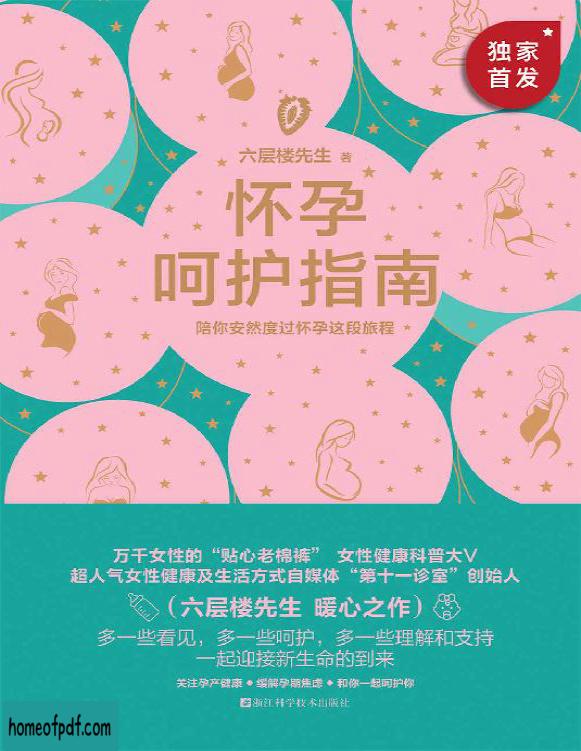 独家
首发
六层楼先生 著
怀孕
呵护指南
陪你安然度过怀孕这段旅程
万千女性的“贴心老棉裤” 女性健康科普大V
超人气女性健康及生活方式自媒体“第十一诊室”创始人
（六层楼先生 暖心之作）
多一些看见，多一些呵护，多一些理解和支持
一起迎接新生命的到来
关注孕产健康 • 缓解孕期焦虑 • 和你一起呵护你
浙江科学技术出版社
homeofpdf.com